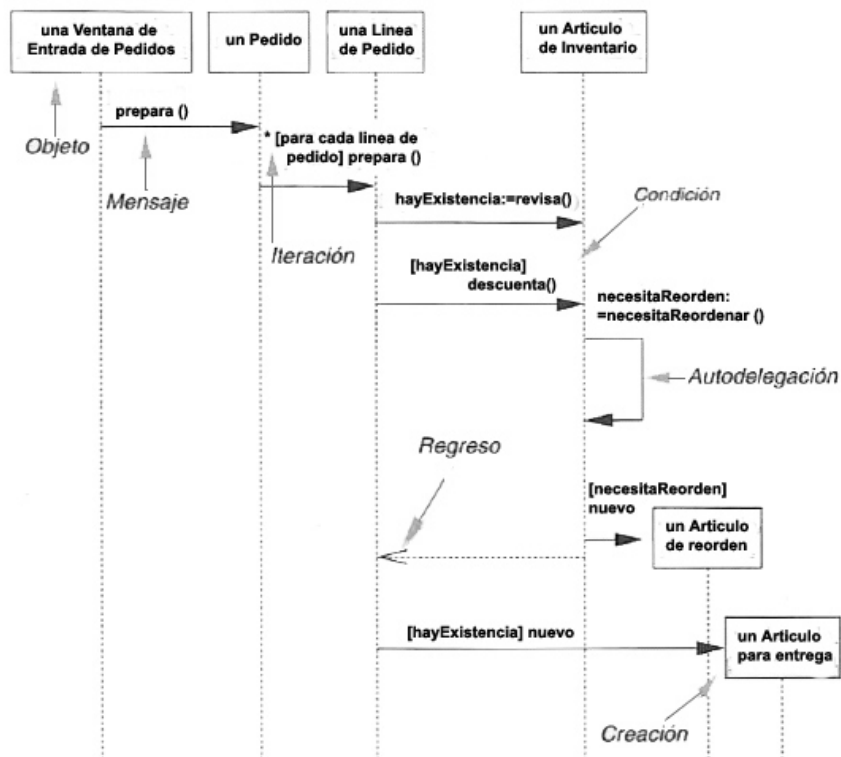 una Ventana de
Entrada de Pedidos
un Pedido
una Linea
de Pedido
un Articulo
de Inventario
prepara ()
Objeto
Mensaje
* [para cada linea de
pedido] prepara ()
Iteración
hayExistencia:=revisa()
Condición
[hayExistencia]
descuenta()
necesitaReorden:
=necesitaReordenar ()
Autodelegación
Regreso
[necesitaReorden]
nuevo
un Articulo
de reorden
[hayExistencia] nuevo
un Articulo
para entrega
Creación